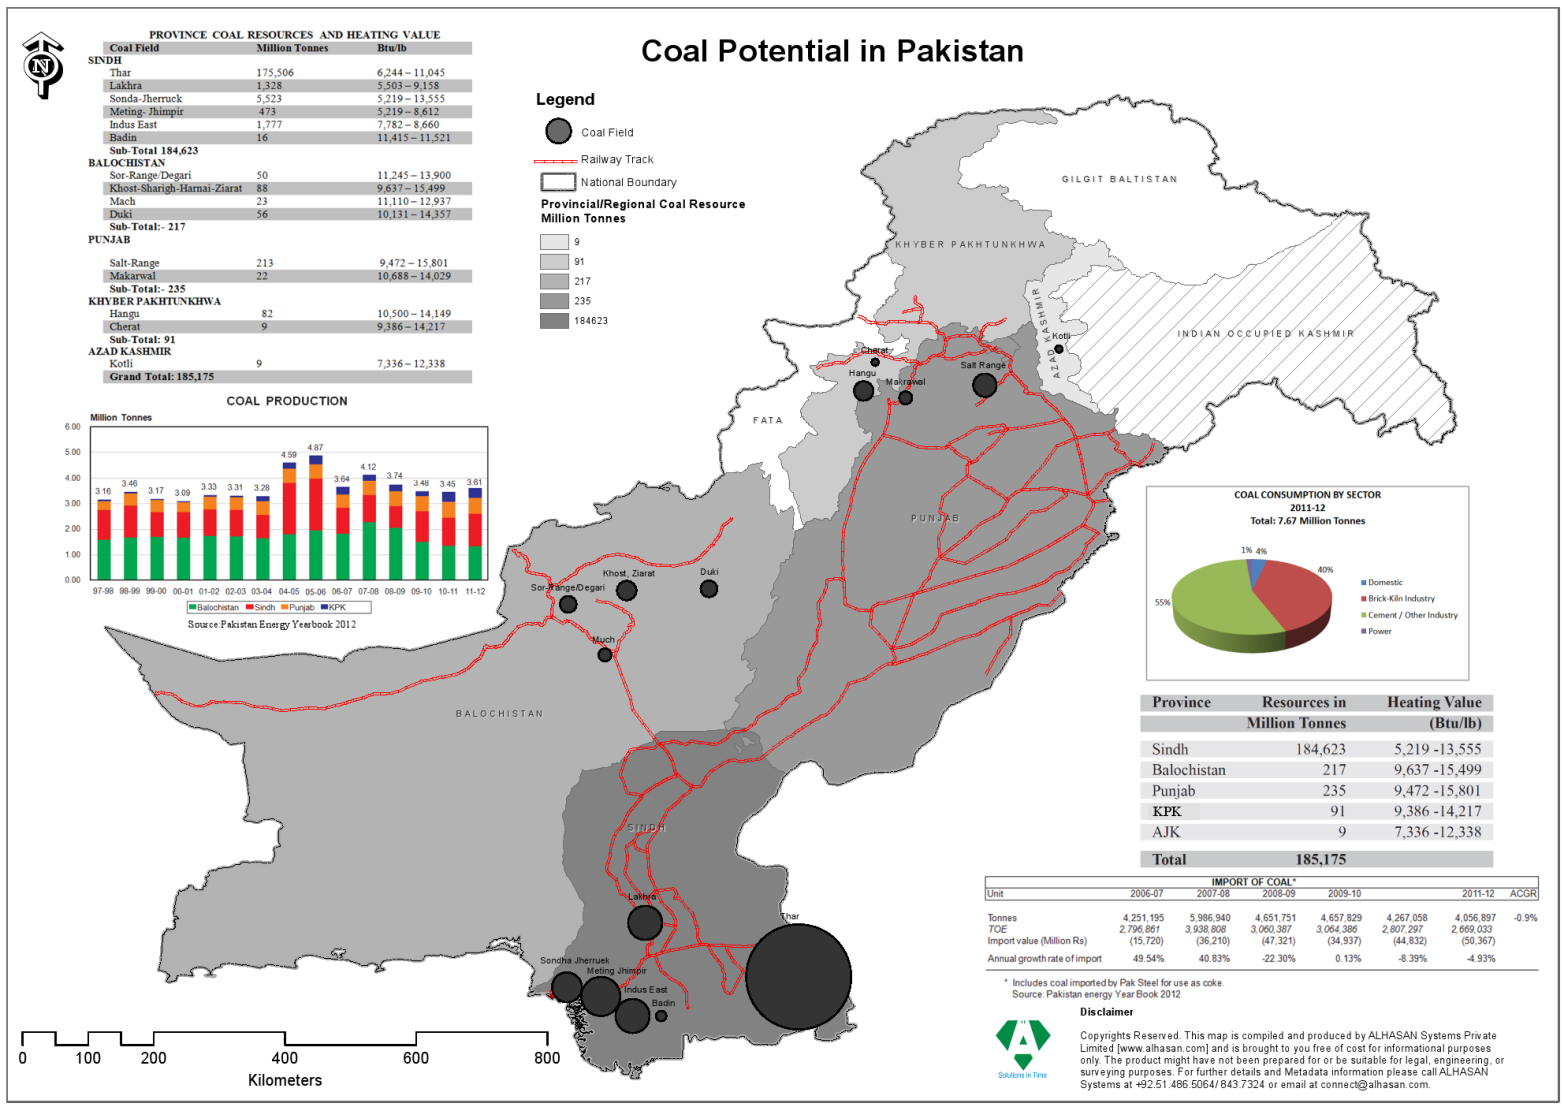 Coal Potential in Pakistan
N
PROVINCE COAL RESOURCES AND HEATING VALUE
Coal Field Million Tonnes Btu/lb
SINDH
Thar 175,506 6,244 – 11,045
Lakhra 1,328 5,503 – 9,158
Sonda-Jherruck 5,523 5,219 – 13,555
Meting- Jhimpir 473 5,219 – 8,612
Indus East 1,777 7,782 – 8,660
Badin 16 11,415 – 11,521
Sub-Total 184,623
BALOCHISTAN
Sor-Range/Degari 50 11,245 – 13,900
Khost-Sharigh-Harnai-Ziarat 88 9,637 – 15,499
Mach 23 11,110 – 12,937
Duki 56 10,131 – 14,357
Sub-Total:- 217
PUNJAB
Salt-Range 213 9,472 – 15,801
Makarwal 22 10,688 – 14,029
Sub-Total:- 235
KHYBER PAKHTUNKHWA
Hangu 82 10,500 – 14,149
Cherat 9 9,386 – 14,217
Sub-Total: 91
AZAD KASHMIR
Kotli 9 7,336 – 12,338
Grand Total: 185,175
COAL PRODUCTION
Million Tonnes
6.00
5.00
4.00
3.00
2.00
1.00
0.00
3.16 3.46 3.17 3.09 3.33 3.31 3.28 4.59 4.87 3.64 4.12 3.74 3.48 3.45 3.61
97-98 98-99 99-00 00-01 01-02 02-03 03-04 04-05 05-06 06-07 07-08 08-09 09-10 10-11 11-12
Balochistan Sindh Punjab KPK
Source:Pakistan Energy Yearbook 2012
Legend
Coal Field
Railway Track
National Boundary
Provincial/Regional Coal Resource
Million Tonnes
9
91
217
235
184623
GILGIT BALTISTAN
KHYBER PAKHTUNKHWA
AZAD KASHMIR
INDIAN OCCUPIED KASHMIR
Kotli
Cherat
Hangu
Makrawal
Salt Range
FATA
PUNJAB
Khost, Ziarat
Duki
Sor-Range/Degari
Much
BALOCHISTAN
SINDH
Lakhra
Thar
Sondha Jherruek
Meting Jhimpir
Indus East
Badin
COAL CONSUMPTION BY SECTOR
2011-12
Total: 7.67 Million Tonnes
1% 4%
40%
55%
Domestic
Brick-Kiln Industry
Cement / Other Industry
Power
Province Resources in Heating Value
Million Tonnes (Btu/lb)
Sindh 184,623 5,219 -13,555
Balochistan 217 9,637 -15,499
Punjab 235 9,472 -15,801
KPK 91 9,386 -14,217
AJK 9 7,336 -12,338
Total 185,175
IMPORT OF COAL*
Unit 2006-07 2007-08 2008-09 2009-10 2011-12 ACGR
Tonnes 4,251,195 5,986,940 4,651,751 4,657,829 4,267,058 4,056,897 -0.9%
TOE 2,796,861 3,938,808 3,060,387 3,064,386 2,807,297 2,669,033
Import value (Million Rs) (15,720) (36,210) (47,321) (34,937) (44,832) (50,367)
Annual growth rate of import 49.54% 40.83% -22.30% 0.13% -8.39% -4.93%
* Includes coal imported by Pak Steel for use as coke.
Source: Pakistan energy Year Book 2012
Disclaimer
Copyrights Reserved. This map is compiled and produced by ALHASAN Systems Private
Limited [www.alhasan.com] and is brought to you free of cost for informational purposes
only. The product might have not been prepared for or be suitable for legal, engineering, or
surveying purposes. For further details and Metadata information please call ALHASAN
Systems at +92.51.486.5064/ 843.7324 or email at connect@alhasan.com.
A
Solutions in Time
0 100 200 400 600 800
Kilometers